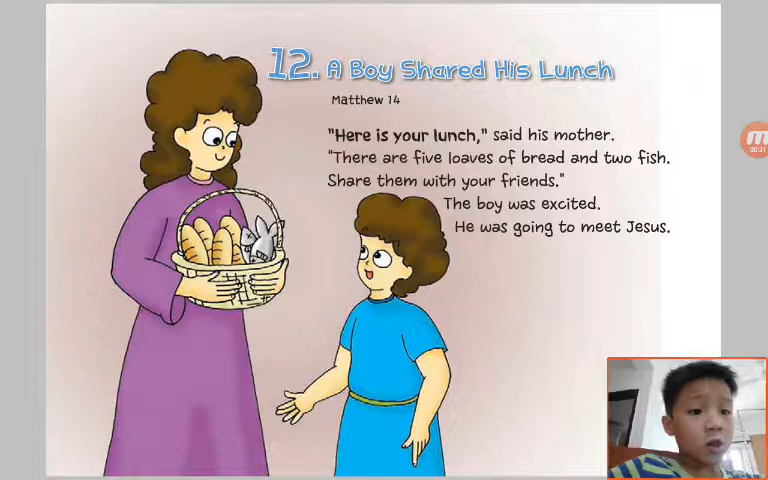 12. A Boy Shared His Lunch
Matthew 14
"Here is your lunch," said his mother.
"There are five loaves of bread and two fish.
Share them with your friends."
The boy was excited.
He was going to meet Jesus.
M
00:31